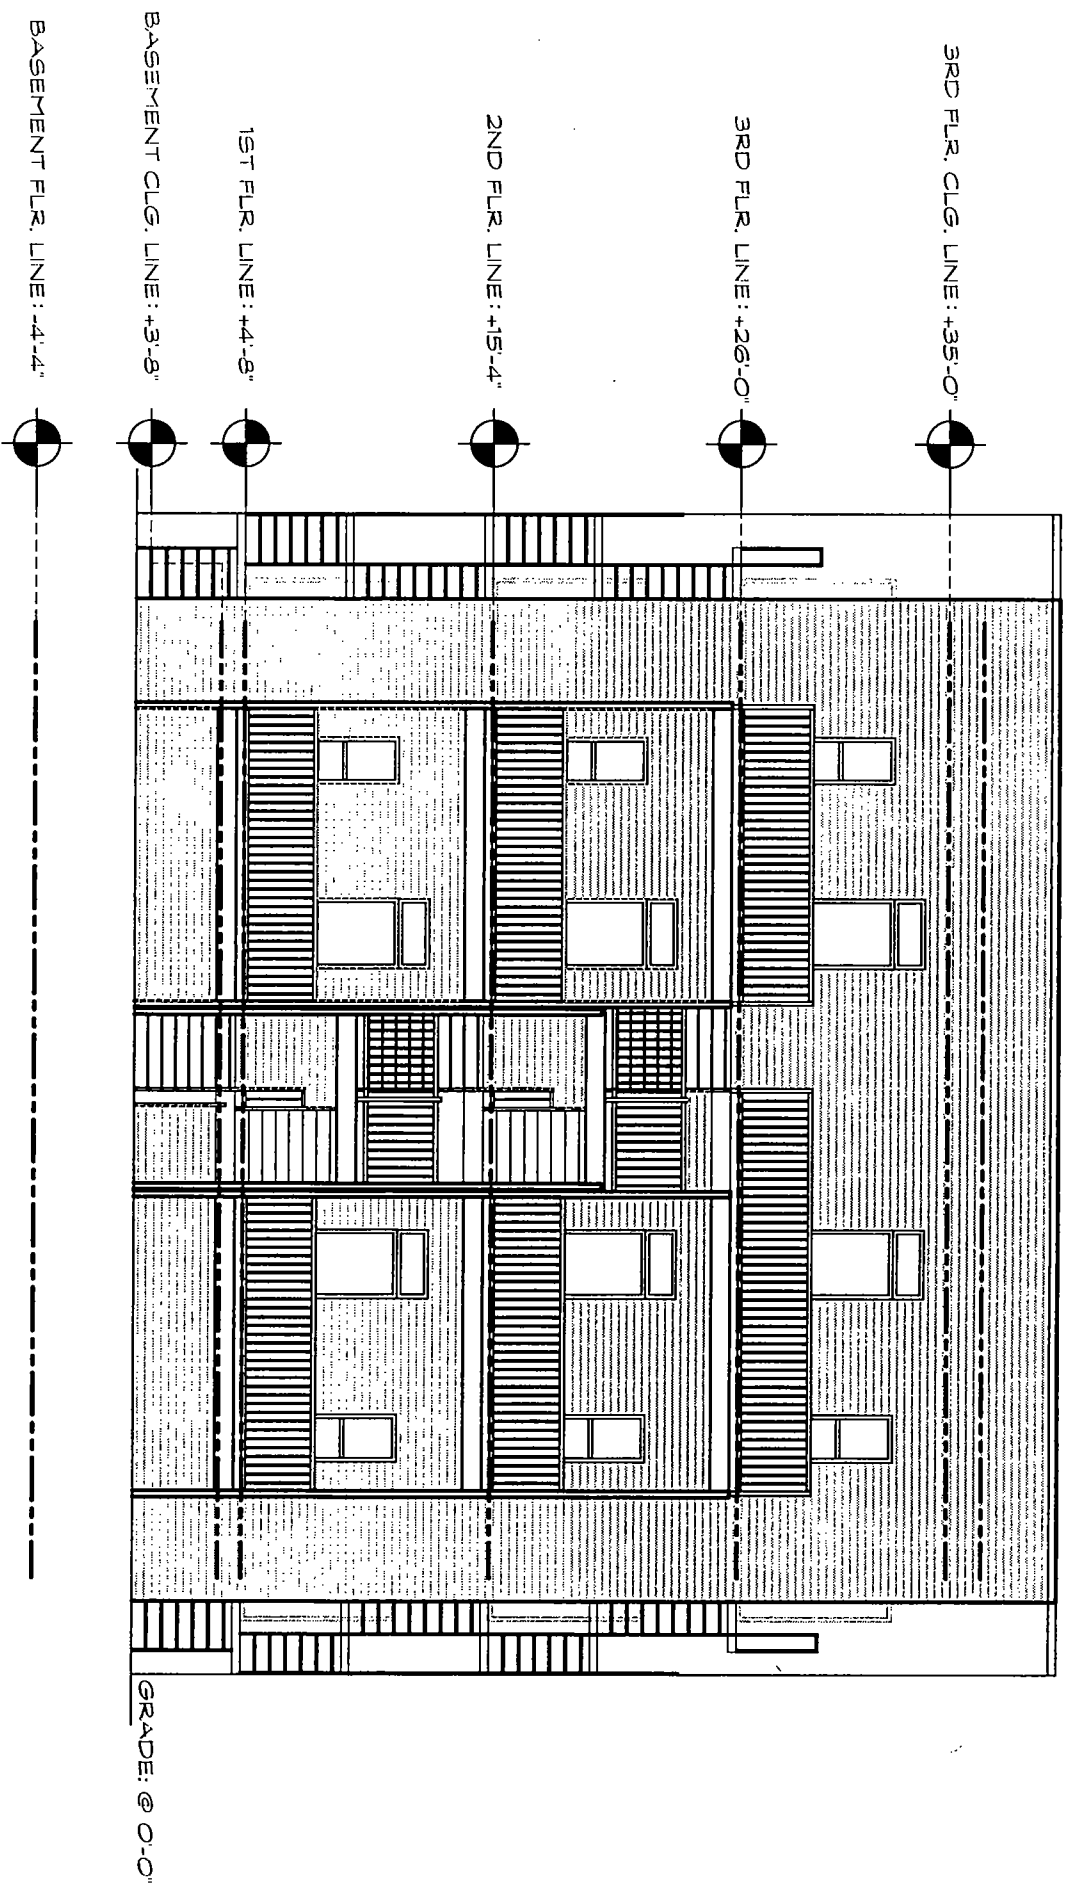 3RD FLR. CLG. LINE: +35'-0"
3RD FLR. LINE: +26'-0"
2ND FLR. LINE: +15'-4"
1ST FLR. LINE: +4'-8"
BASEMENT CLG. LINE: +3'-8"
BASEMENT FLR. LINE: -4'-4"
GRADE: @ 0'-0"